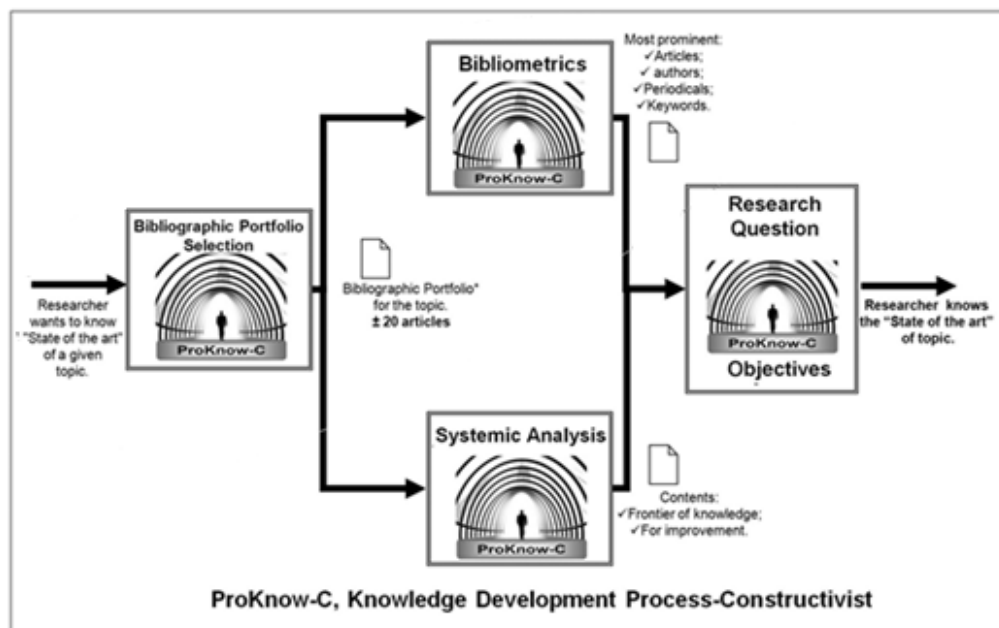 Researcher
wants to know
"State of the art"
of a given
topic.
Bibliographic Portfolio
Selection
ProKnow-C
Bibliographic Portfolio*
for the topic.
± 20 articles
Bibliometrics
ProKnow-C
Most prominent:
✓Articles;
✓ authors;
✓Periodicals;
✓Keywords.
Systemic Analysis
ProKnow-C
Contents:
✓Frontier of knowledge;
✓For improvement.
Research
Question
ProKnow-C
Objectives
Researcher knows
the "State of the art"
of topic.
ProKnow-C, Knowledge Development Process-Constructivist